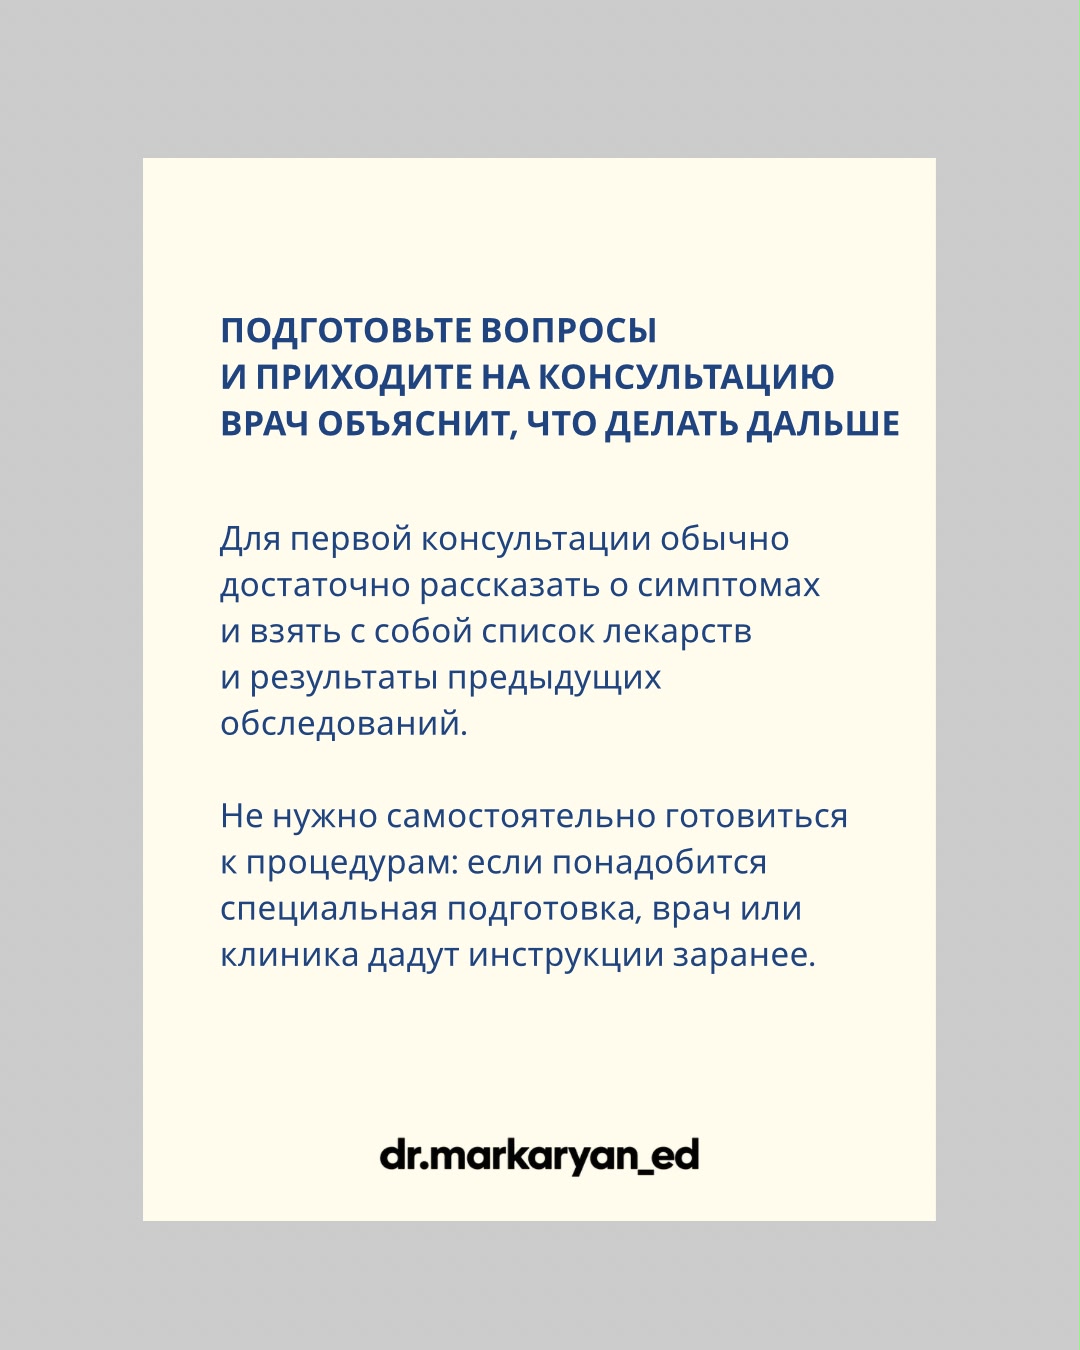 ПОДГОТОВЬТЕ ВОПРОСЫ
И ПРИХОДИТЕ НА КОНСУЛЬТАЦИЮ
ВРАЧ ОБЪЯСНИТ, ЧТО ДЕЛАТЬ ДАЛЬШЕ
Для первой консультации обычно
достаточно рассказать о симптомах
и взять с собой список лекарств
и результаты предыдущих
обследований.
Не нужно самостоятельно готовиться
к процедурам: если понадобится
специальная подготовка, врач или
клиника дадут инструкции заранее.
dr.markaryan_ed